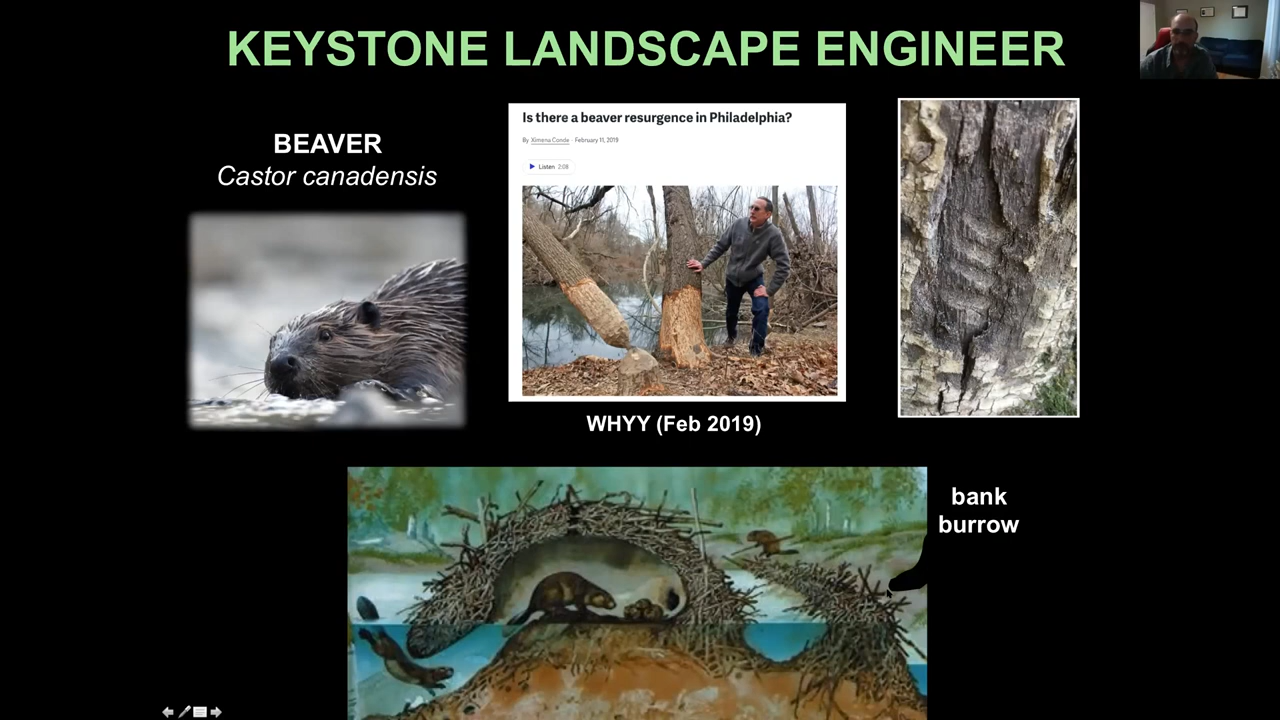 KEYSTONE LANDSCAPE ENGINEER
BEAVER
Castor canadensis
Is there a beaver resurgence in Philadelphia?
By Ximena Conde · February 11, 2019
Listen 2:08
WHYY (Feb 2019)
bank
burrow